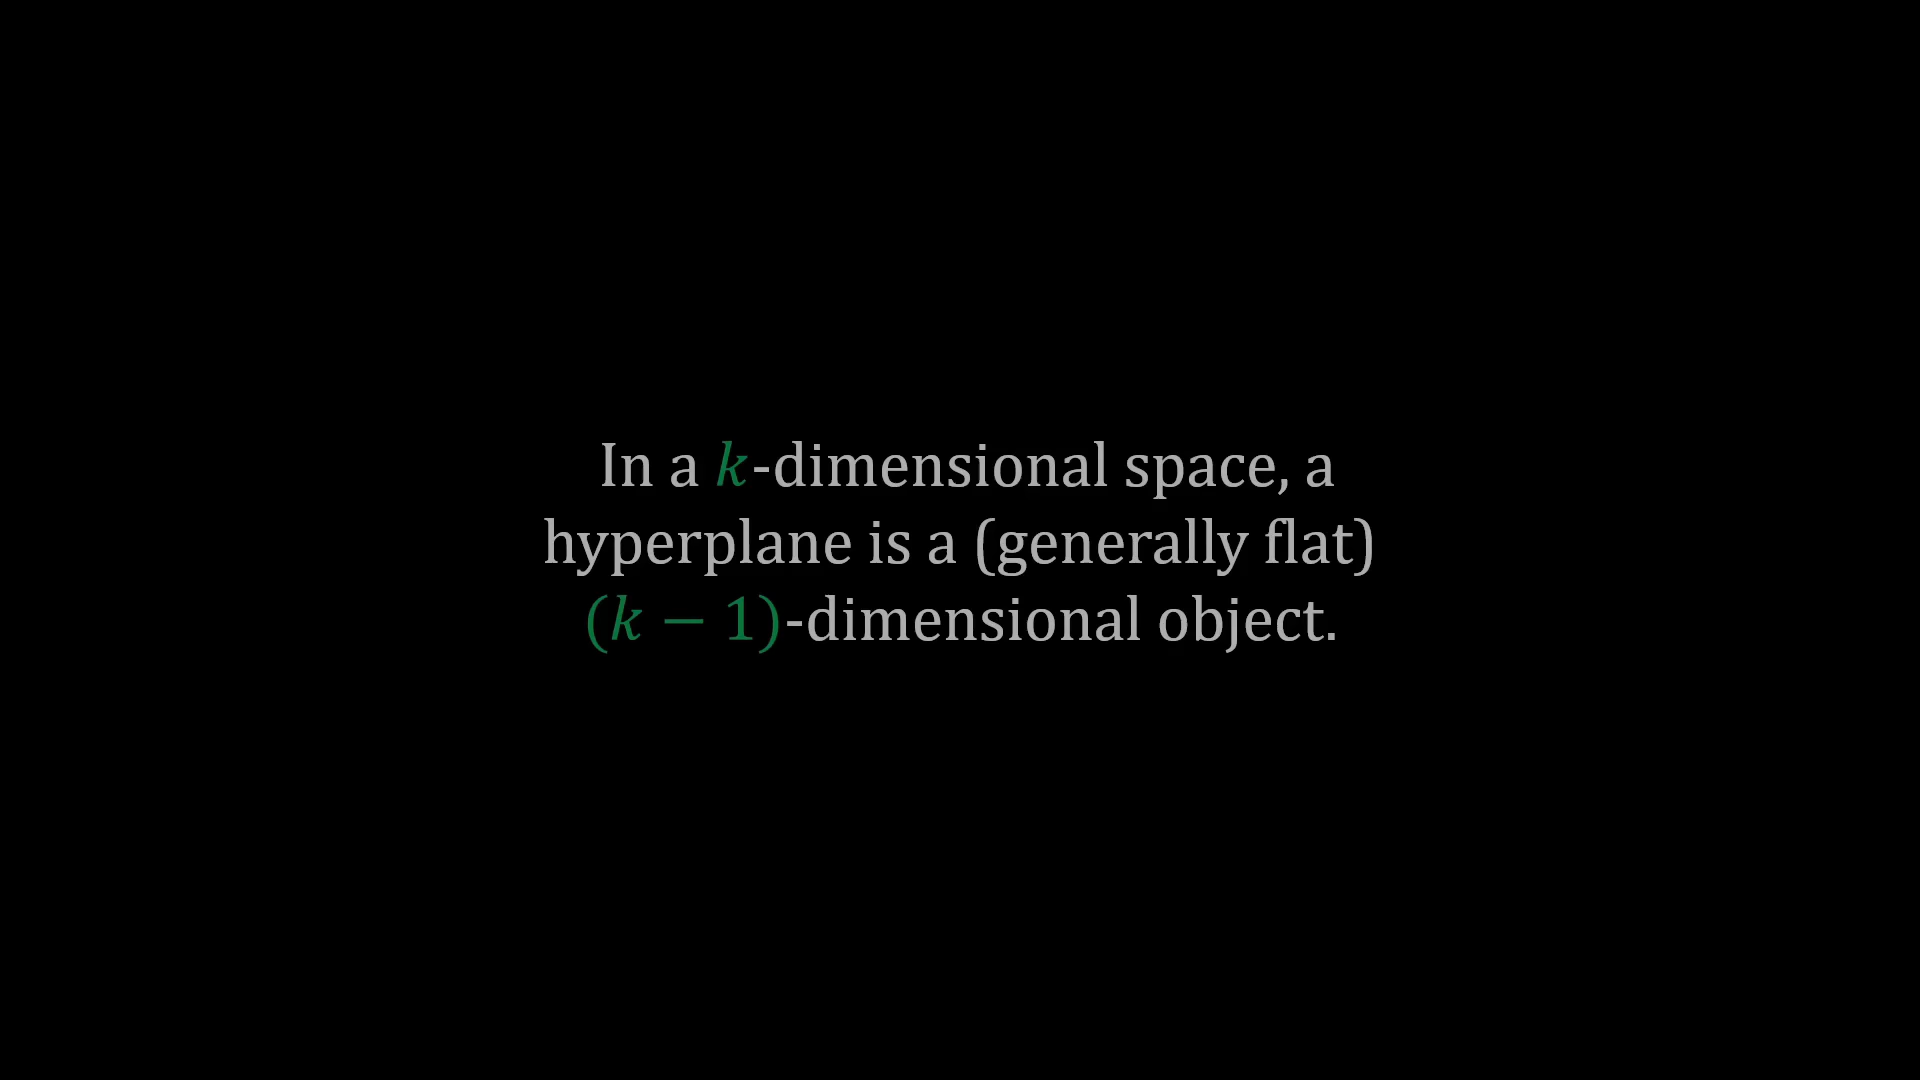 In a k-dimensional space, a
hyperplane is a (generally flat)
(k − 1)-dimensional object.